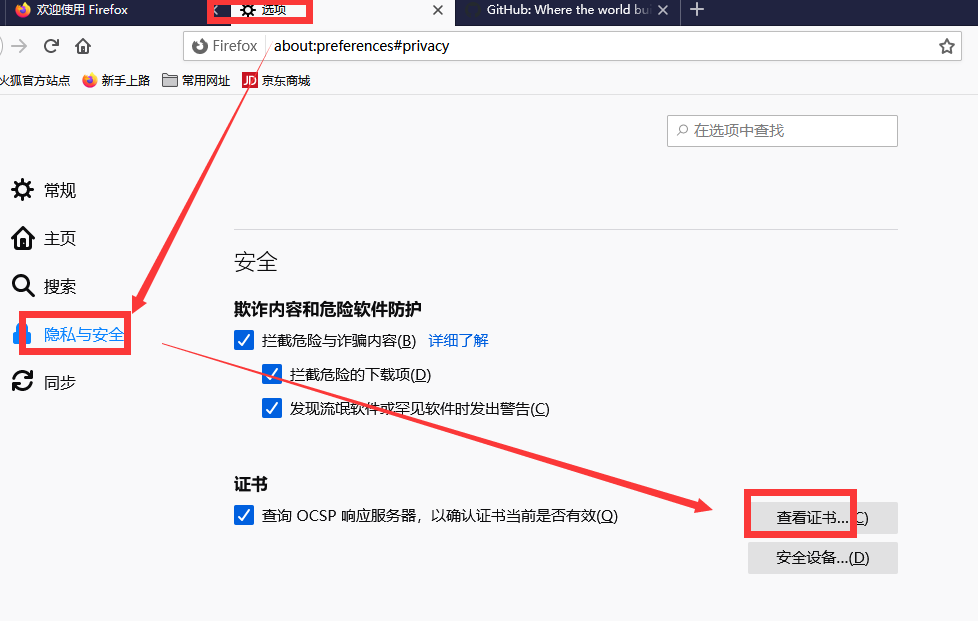 欢迎使用 Firefox
选项
GitHub: Where the world bui
Firefox
about:preferences#privacy
火狐官方站点
新手上路
常用网址
JD 京东商城
在选项中查找
常规
主页
搜索
隐私与安全
同步
安全
欺诈内容和危险软件防护
拦截危险与诈骗内容(B) 详细了解
拦截危险的下载项(D)
发现流氓软件或罕见软件时发出警告(C)
证书
查询 OCSP 响应服务器，以确认证书当前是否有效(Q)
查看证书...(C)
安全设备...(D)